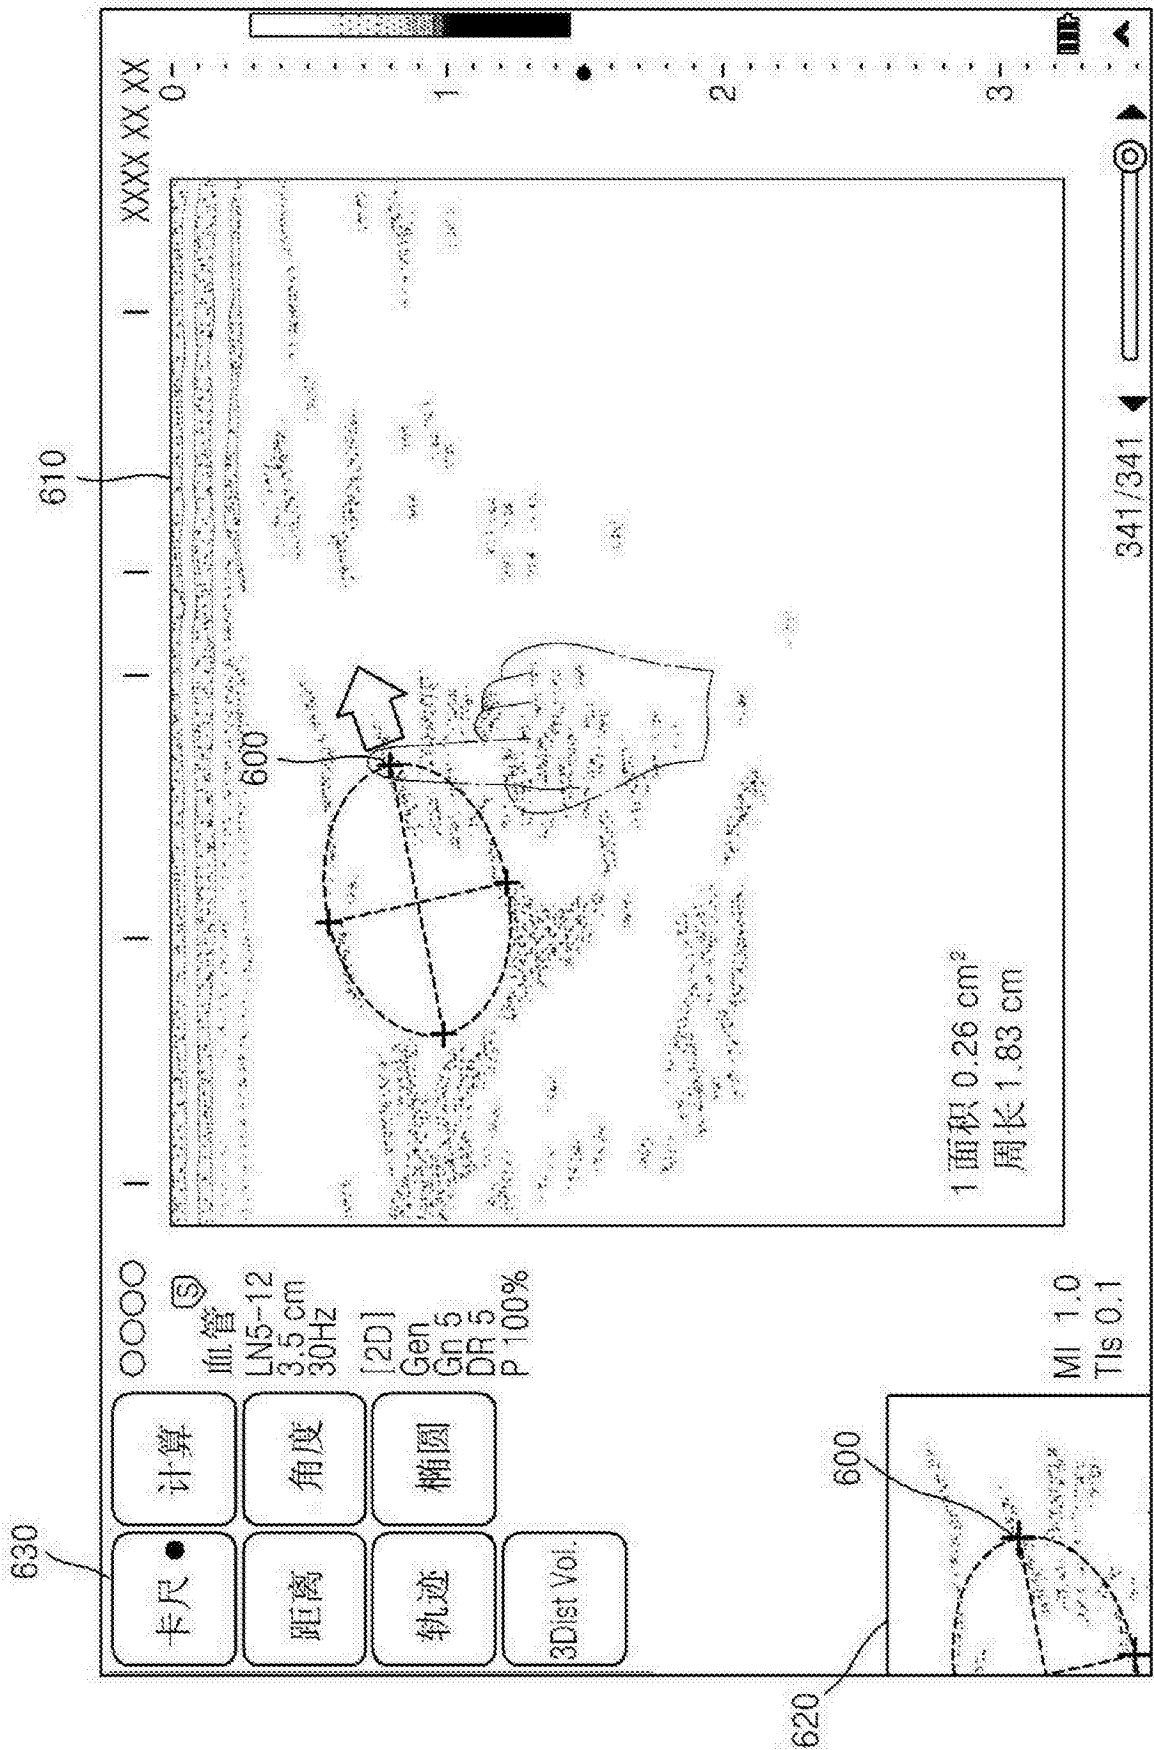 630
610
卡尺
计算
距离
角度
轨迹
椭圆
3Dist Vol.
○○○○
XXXX XX XX
S
血管
LN5-12
3.5 cm
30Hz
[2D]
Gen
Gn 5
DR 5
P 100%
0
1
2
3
600
1 面积 0.26 cm²
周长 1.83 cm
620
600
MI 1.0
TIs 0.1
341/341